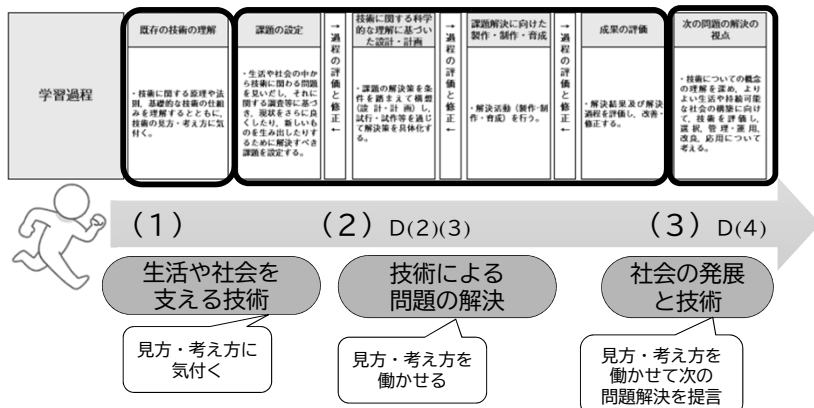 学習過程
既存の技術の理解
・技術に関する原理や法
則，基礎的な技術の仕組
みを理解するとともに，
技術の見方・考え方に気
付く。
課題の設定
・生活や社会の中か
ら技術に関わる問題
を見いだし，それに
関する調査等に基づ
き，現状をさらに良
くしたり，新しいも
のを生み出したりす
るために解決すべき
課題を設定する。
→過程の評価と修正←
技術に関する科学
的な理解に基づい
た設計・計画
・課題の解決策を条
件を踏まえて構想
（設計・計画）し，
試行・試作等を通じ
て解決策を具体化す
る。
→過程の評価と修正←
課題解決に向けた
製作・制作・育成
・解決活動（製作・制
作・育成）を行う。
→過程の評価と修正←
成果の評価
・解決結果及び解決
過程を評価し，改善・
修正する。
次の問題の解決の
視点
・技術についての概念
の理解を深め，より
よい生活や持続可能
な社会の構築に向け
て，技術を評価し，
選択，管理・運用，
改良，応用について
考える。
（1）
（2）D(2)(3)
（3）D(4)
生活や社会を
支える技術
技術による
問題の解決
社会の発展
と技術
見方・考え方に
気付く
見方・考え方を
働かせる
見方・考え方を
働かせて次の
問題解決を提言